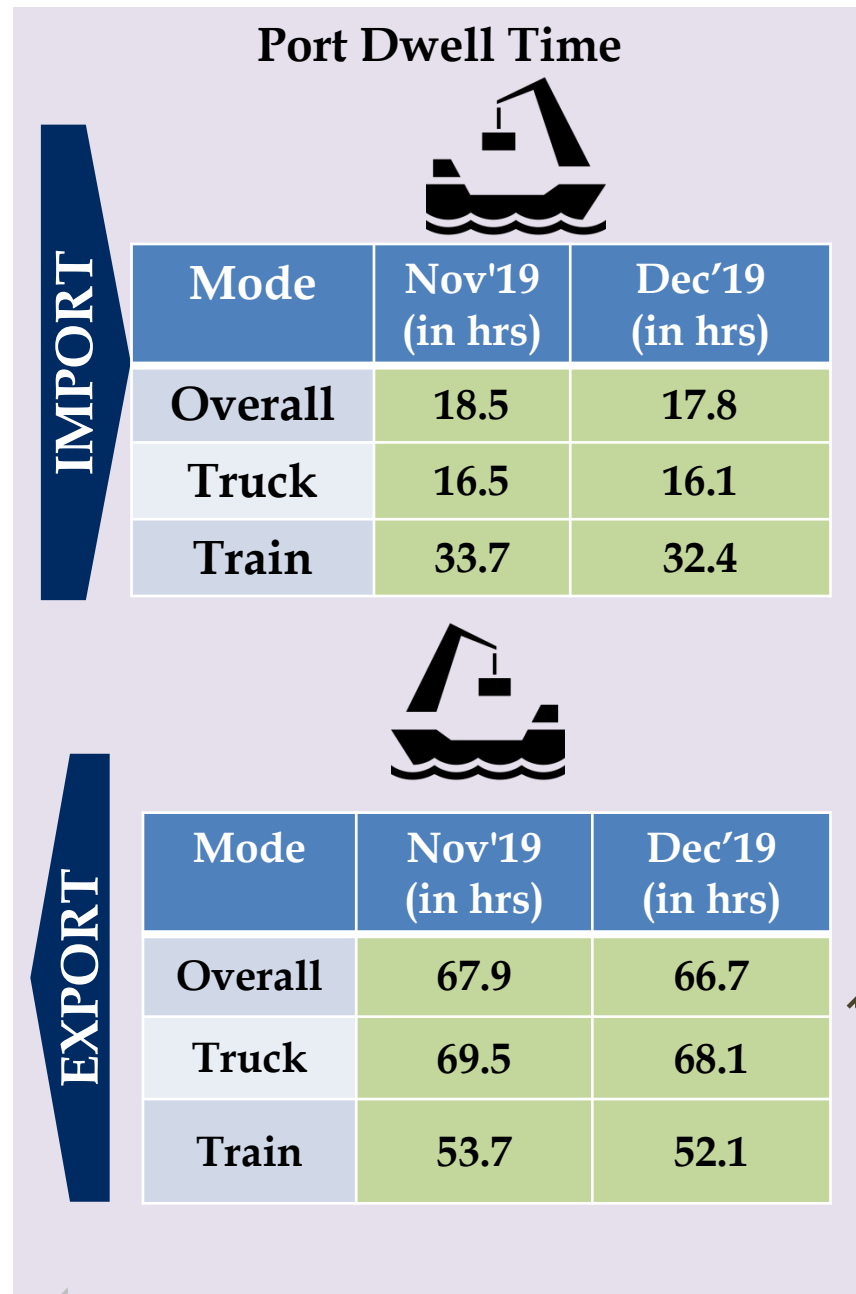 Port Dwell Time
IMPORT
Mode Nov'19 Dec’19
(in hrs) (in hrs)
Overall 18.5 17.8
Truck 16.5 16.1
Train 33.7 32.4
EXPORT
Mode Nov'19 Dec’19
(in hrs) (in hrs)
Overall 67.9 66.7
Truck 69.5 68.1
Train 53.7 52.1